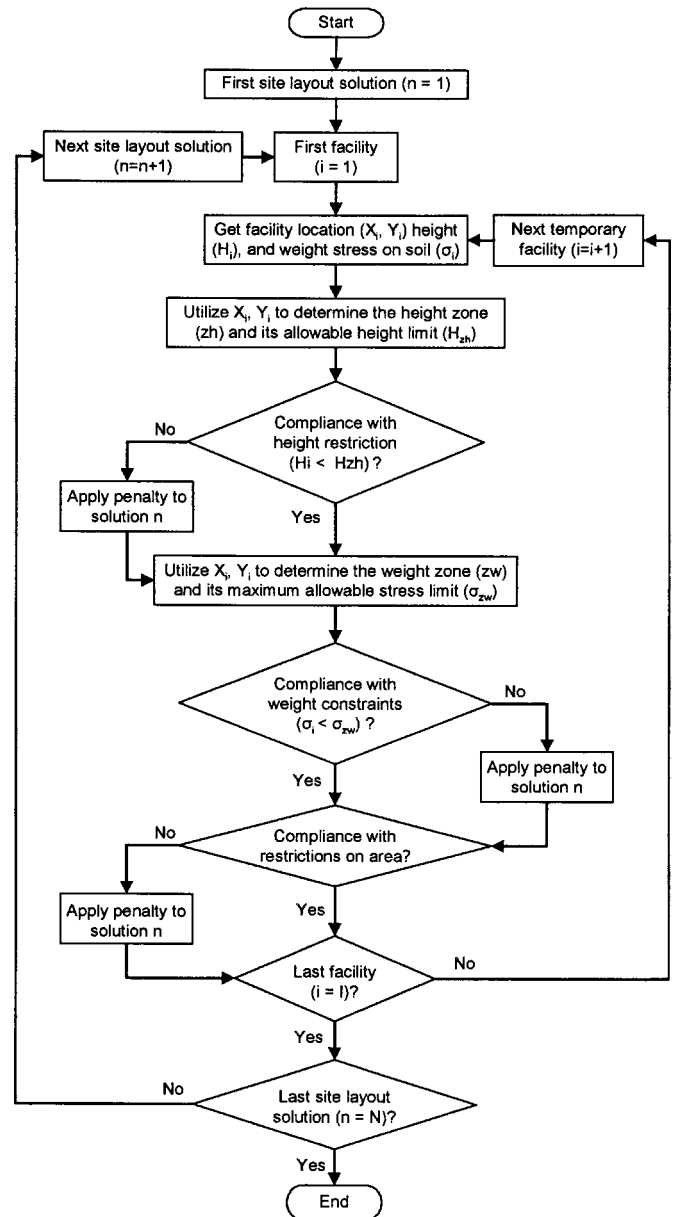 Start
First site layout solution (n = 1)
Next site layout solution
(n=n+1)
First facility
(i = 1)
Get facility location (Xᵢ, Yᵢ) height
(Hᵢ), and weight stress on soil (σᵢ)
Next temporary
facility (i=i+1)
Utilize Xᵢ, Yᵢ to determine the height zone
(zh) and its allowable height limit (H_zh)
No
Compliance with
height restriction
(Hi < Hzh) ?
Apply penalty to
solution n
Yes
Utilize Xᵢ, Yᵢ to determine the weight zone (zw)
and its maximum allowable stress limit (σ_zw)
Compliance with
weight constraints
(σᵢ < σ_zw) ?
No
Apply penalty to
solution n
Yes
No
Compliance with
restrictions on area?
Apply penalty to
solution n
Yes
Last facility
(i = I)?
No
Yes
No
Last site layout
solution (n = N)?
Yes
End